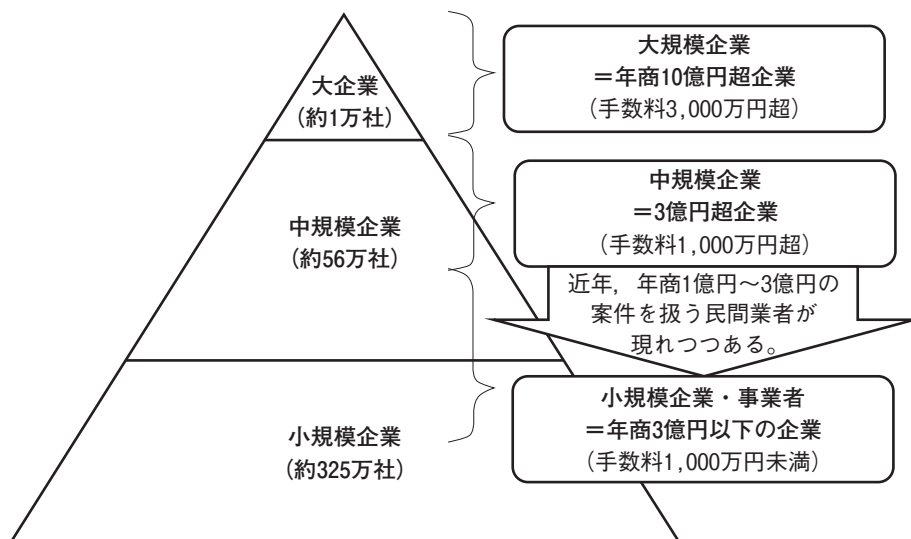 大企業
(約1万社)
大規模企業
＝年商10億円超企業
(手数料3,000万円超)
中規模企業
(約56万社)
中規模企業
＝3億円超企業
(手数料1,000万円超)
近年，年商1億円～3億円の
案件を扱う民間業者が
現れつつある。
小規模企業
(約325万社)
小規模企業・事業者
＝年商3億円以下の企業
(手数料1,000万円未満)